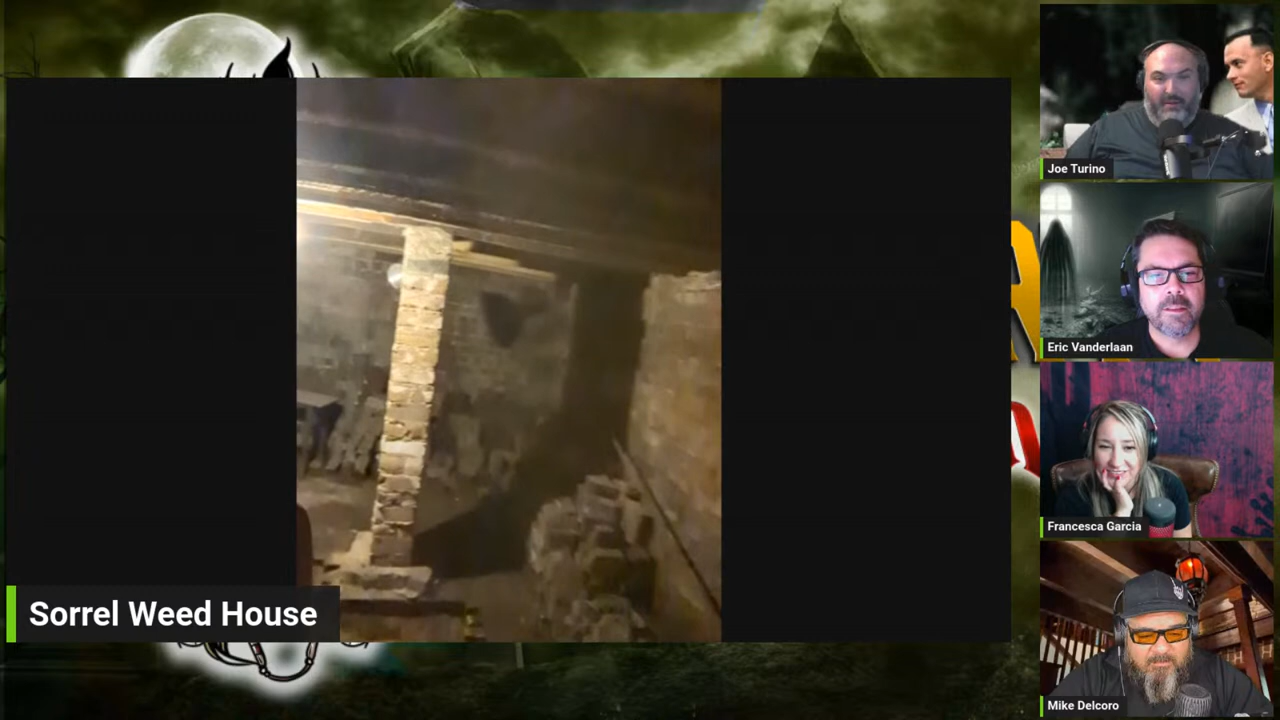 Sorrel Weed House
Joe Turino
Eric Vanderlaan
Francesca Garcia
Mike Delcoro